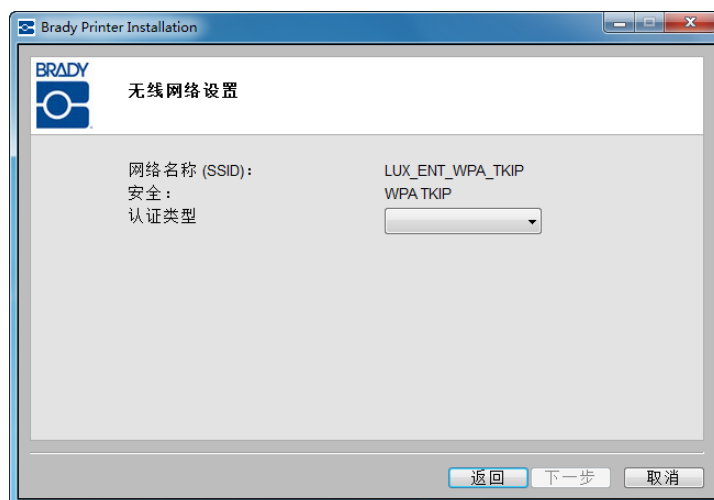 Brady Printer Installation
BRADY
无线网络设置
网络名称 (SSID): LUX_ENT_WPA_TKIP
安全: WPA TKIP
认证类型
返回 下一步 取消